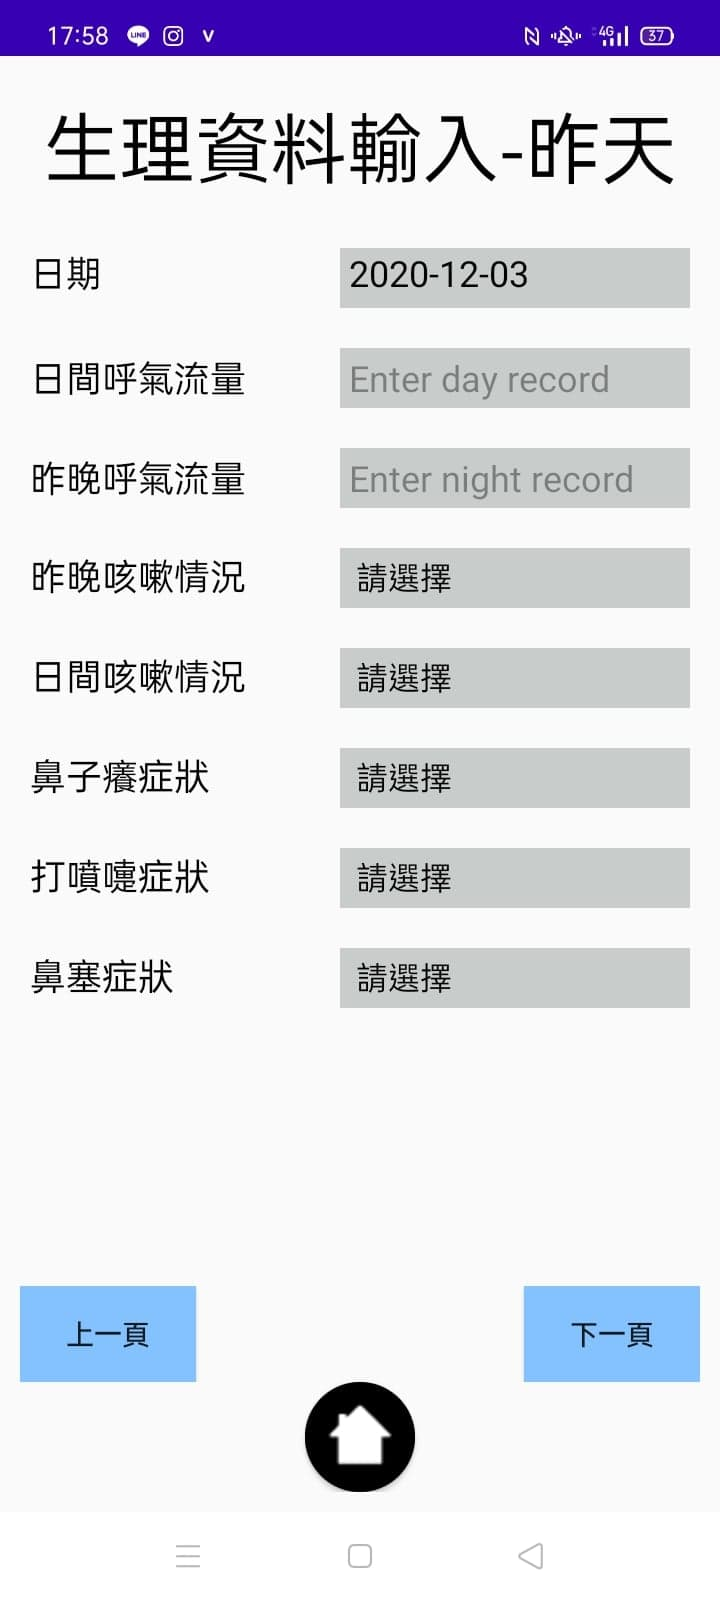 17:58 LINE V 4G 37
生理資料輸入-昨天
日期 2020-12-03
日間呼氣流量 Enter day record
昨晚呼氣流量 Enter night record
昨晚咳嗽情況 請選擇
日間咳嗽情況 請選擇
鼻子癢症狀 請選擇
打噴嚏症狀 請選擇
鼻塞症狀 請選擇
上一頁 下一頁